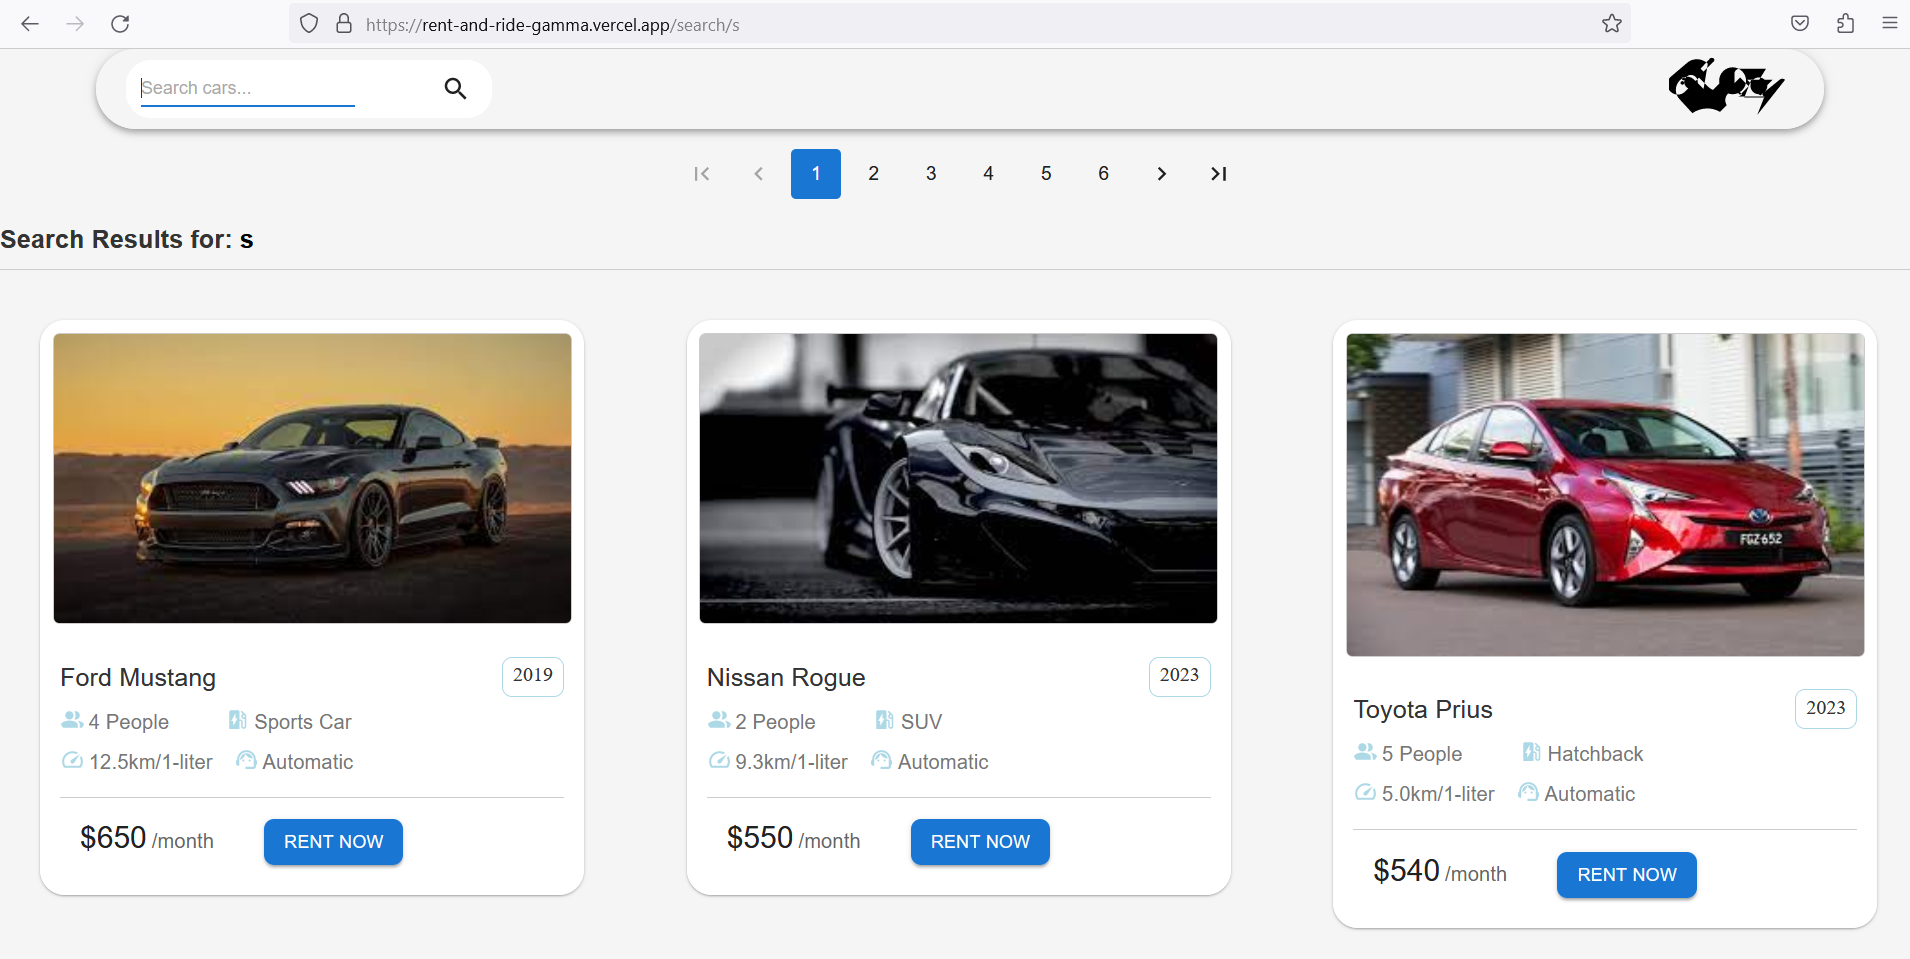 https://rent-and-ride-gamma.vercel.app/search/s
Search cars...
1 2 3 4 5 6
Search Results for: s
FGZ·652
Ford Mustang 2019
4 People Sports Car
12.5km/1-liter Automatic
$650 /month RENT NOW
Nissan Rogue 2023
2 People SUV
9.3km/1-liter Automatic
$550 /month RENT NOW
Toyota Prius 2023
5 People Hatchback
5.0km/1-liter Automatic
$540 /month RENT NOW